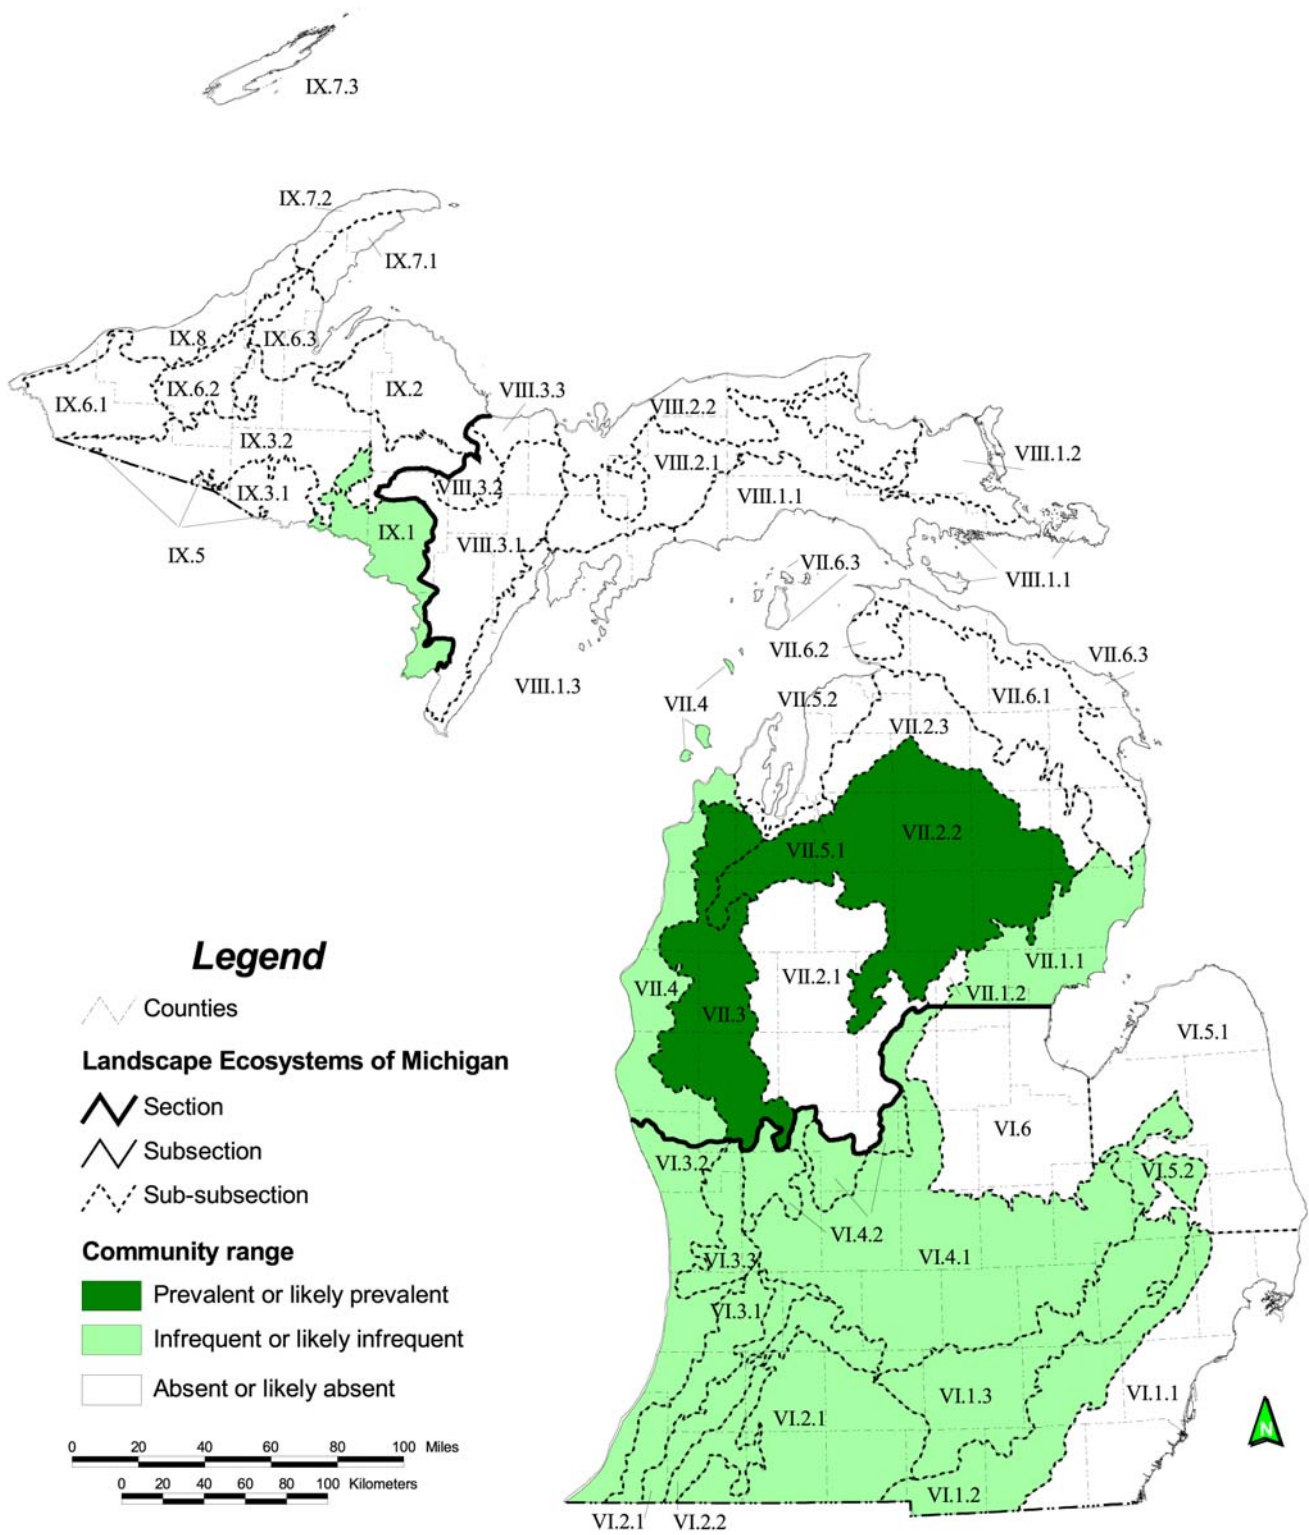 IX.7.3
IX.7.2
IX.7.1
IX.8
IX.6.3
IX.6.2
IX.2
VIII.3.3
IX.6.1
VIII.2.2
IX.3.2
VIII.1.2
VIII.2.1
VIII.3.2
IX.3.1
VIII.1.1
IX.1
VIII.3.1
IX.5
VII.6.3
VIII.1.1
VII.6.2
VII.6.3
VIII.1.3
VII.4
VII.5.2
VII.6.1
VII.2.3
VII.2.2
VII.5.1
VII.1.1
VII.2.1
VII.4
VII.1.2
VII.3
VI.5.1
VI.6
VI.3.2
VI.5.2
VI.4.2
VI.3.3
VI.4.1
VI.3.1
VI.1.3
VI.1.1
VI.2.1
VI.1.2
VI.2.1
VI.2.2
Legend
Counties
Landscape Ecosystems of Michigan
Section
Subsection
Sub-subsection
Community range
Prevalent or likely prevalent
Infrequent or likely infrequent
Absent or likely absent
0 20 40 60 80 100 Miles
0 20 40 60 80 100 Kilometers
N